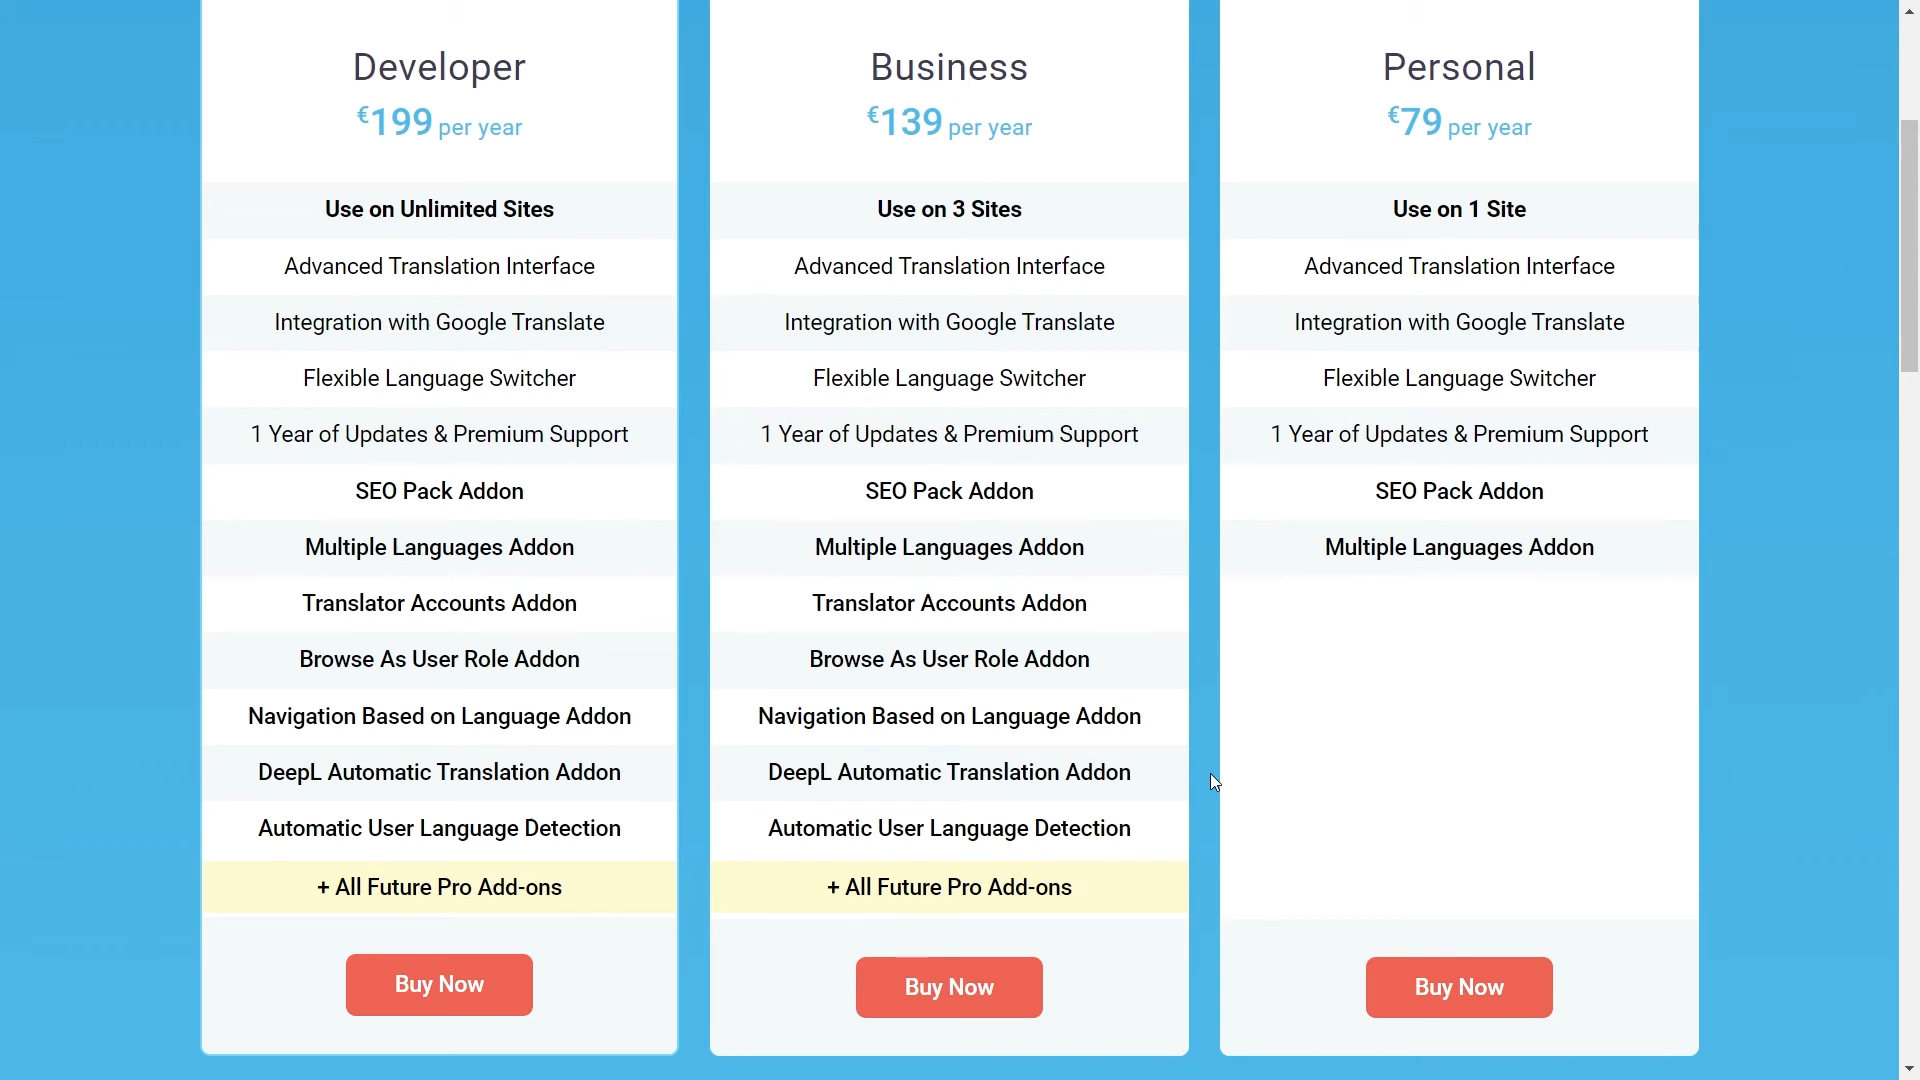 Developer
€199 per year
Use on Unlimited Sites
Advanced Translation Interface
Integration with Google Translate
Flexible Language Switcher
1 Year of Updates & Premium Support
SEO Pack Addon
Multiple Languages Addon
Translator Accounts Addon
Browse As User Role Addon
Navigation Based on Language Addon
DeepL Automatic Translation Addon
Automatic User Language Detection
+ All Future Pro Add-ons
Buy Now
Business
€139 per year
Use on 3 Sites
Advanced Translation Interface
Integration with Google Translate
Flexible Language Switcher
1 Year of Updates & Premium Support
SEO Pack Addon
Multiple Languages Addon
Translator Accounts Addon
Browse As User Role Addon
Navigation Based on Language Addon
DeepL Automatic Translation Addon
Automatic User Language Detection
+ All Future Pro Add-ons
Buy Now
Personal
€79 per year
Use on 1 Site
Advanced Translation Interface
Integration with Google Translate
Flexible Language Switcher
1 Year of Updates & Premium Support
SEO Pack Addon
Multiple Languages Addon
Buy Now